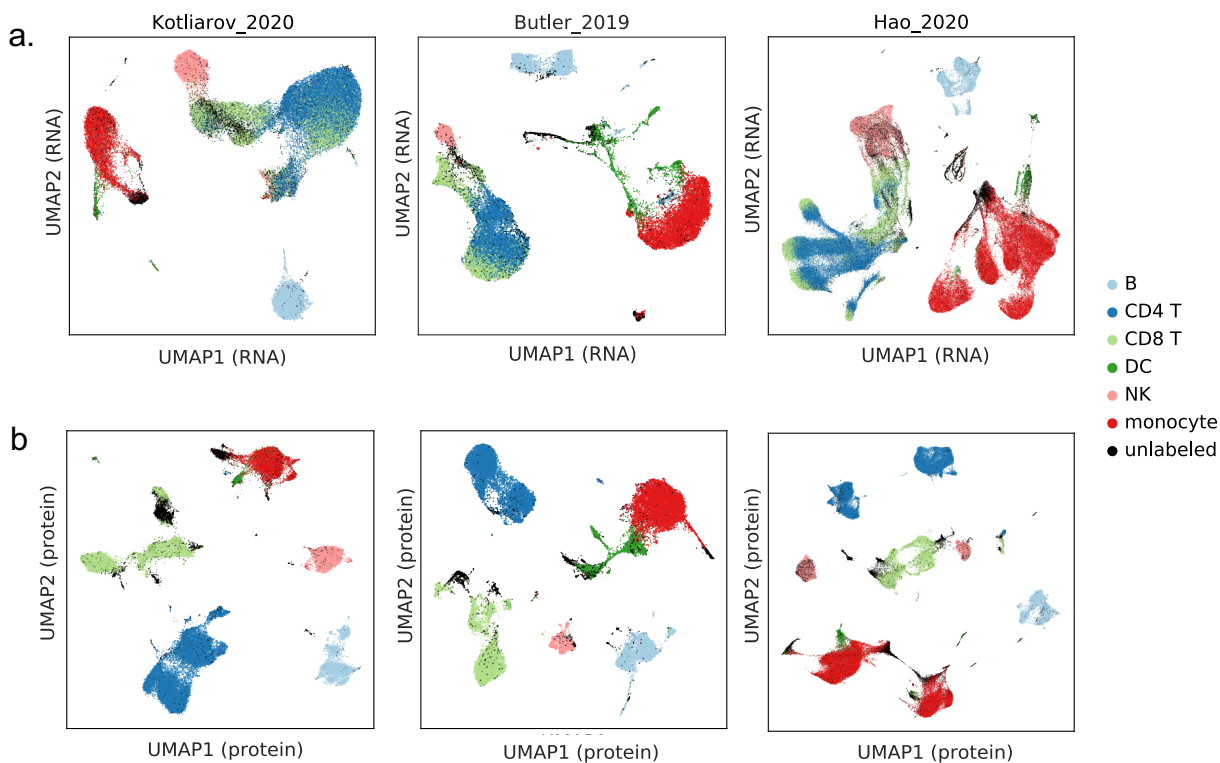 a.
Kotliarov_2020
Butler_2019
Hao_2020
UMAP2 (RNA)
UMAP2 (RNA)
UMAP2 (RNA)
UMAP1 (RNA)
UMAP1 (RNA)
UMAP1 (RNA)
B
CD4 T
CD8 T
DC
NK
monocyte
unlabeled
b
UMAP2 (protein)
UMAP2 (protein)
UMAP2 (protein)
UMAP1 (protein)
UMAP1 (protein)
UMAP1 (protein)